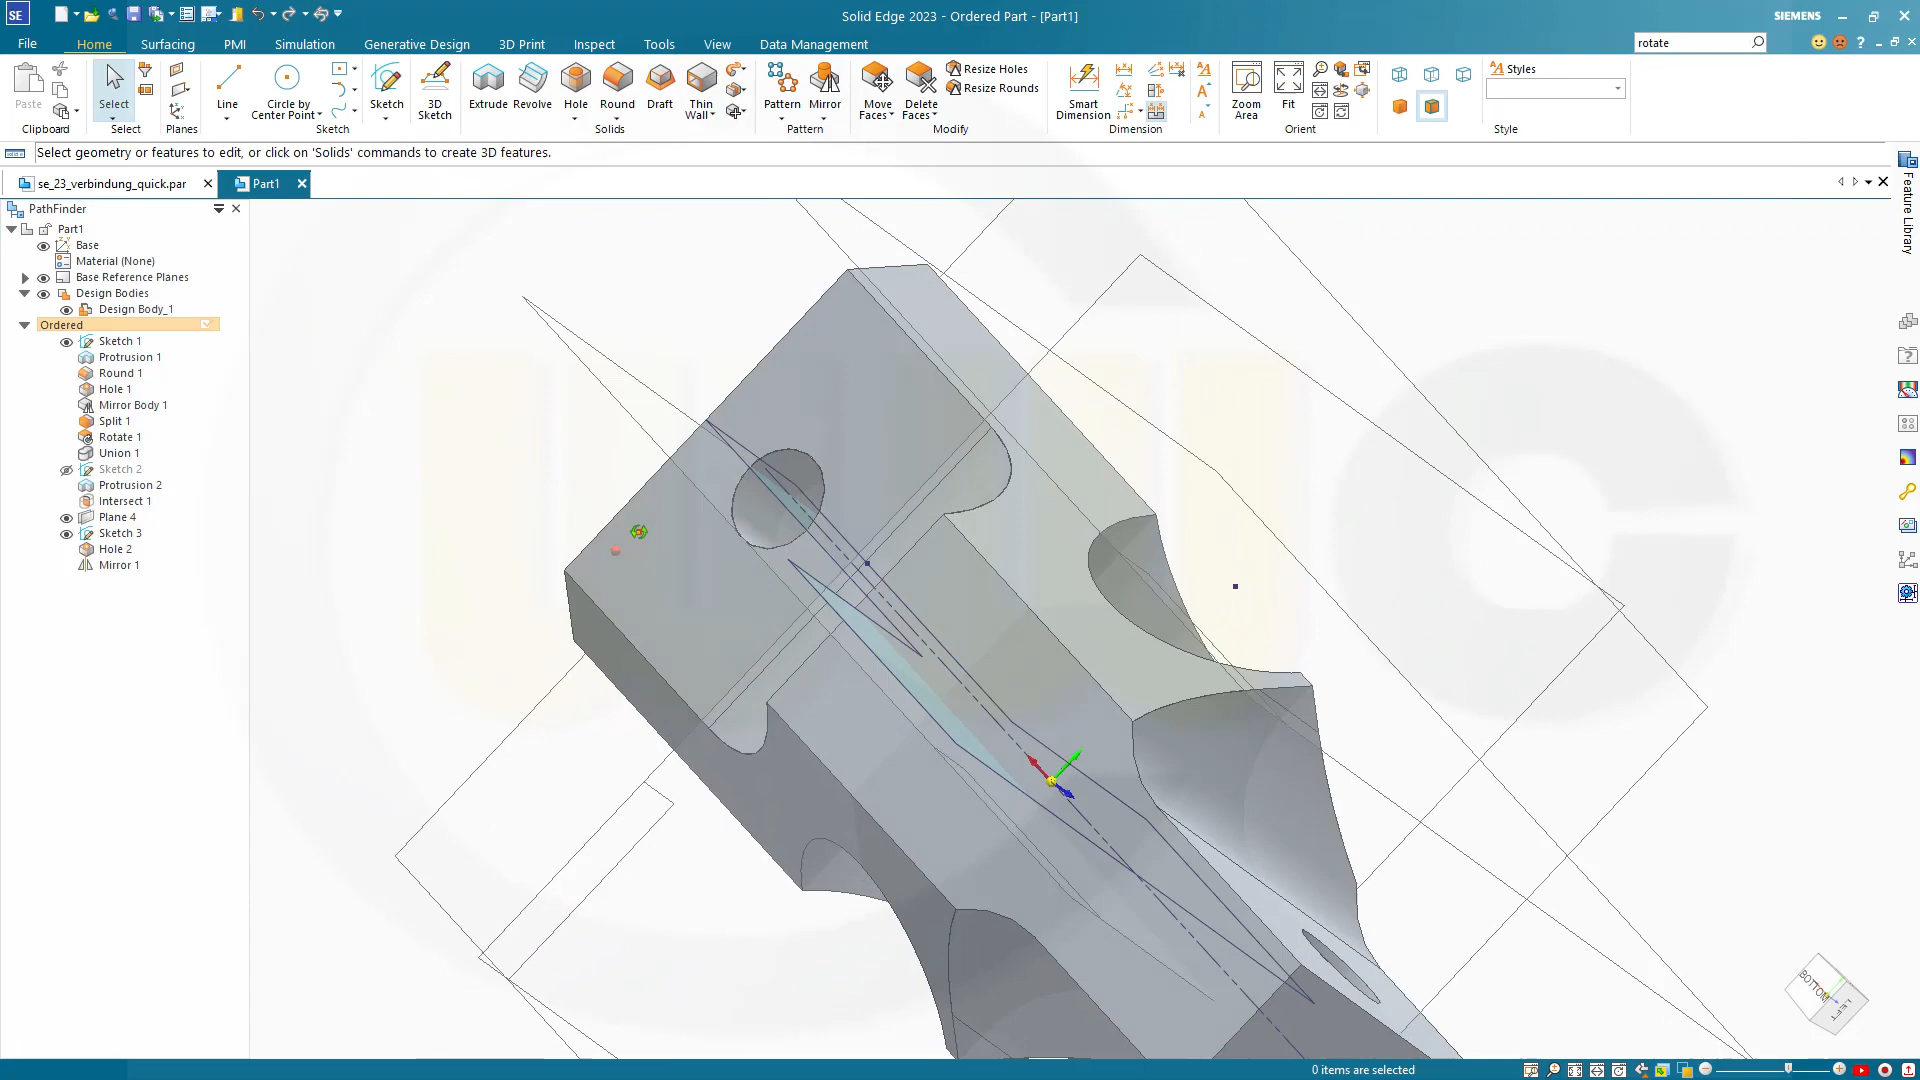 SE
Solid Edge 2023 - Ordered Part - [Part1]
SIEMENS
File
Home
Surfacing
PMI
Simulation
Generative Design
3D Print
Inspect
Tools
View
Data Management
rotate
Paste
Clipboard
Select
Select
Planes
Line
Circle by
Center Point
Sketch
3D
Sketch
Sketch
Extrude
Revolve
Hole
Round
Draft
Thin
Wall
Solids
Pattern
Mirror
Pattern
Move
Faces
Delete
Faces
Resize Holes
Resize Rounds
Modify
Smart
Dimension
Dimension
Zoom
Area
Fit
Orient
Styles
Style
Select geometry or features to edit, or click on 'Solids' commands to create 3D features.
se_23_verbindung_quick.par
Part1
PathFinder
Part1
Base
Material (None)
Base Reference Planes
Design Bodies
Design Body_1
Ordered
Sketch 1
Protrusion 1
Round 1
Hole 1
Mirror Body 1
Split 1
Rotate 1
Union 1
Sketch 2
Protrusion 2
Intersect 1
Plane 4
Sketch 3
Hole 2
Mirror 1
Feature Library
BOTTOM
LEFT
0 items are selected